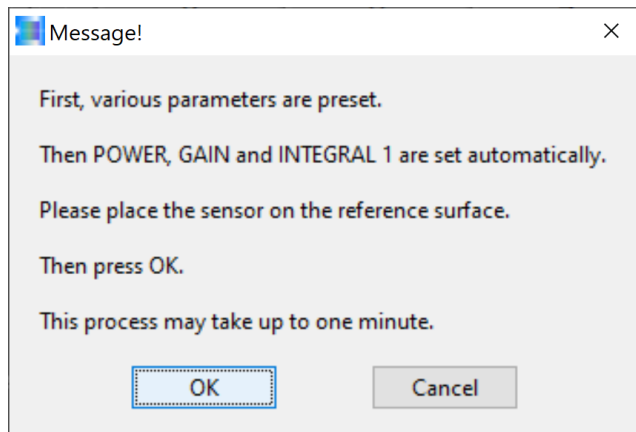 Message!
First, various parameters are preset.
Then POWER, GAIN and INTEGRAL 1 are set automatically.
Please place the sensor on the reference surface.
Then press OK.
This process may take up to one minute.
OK
Cancel